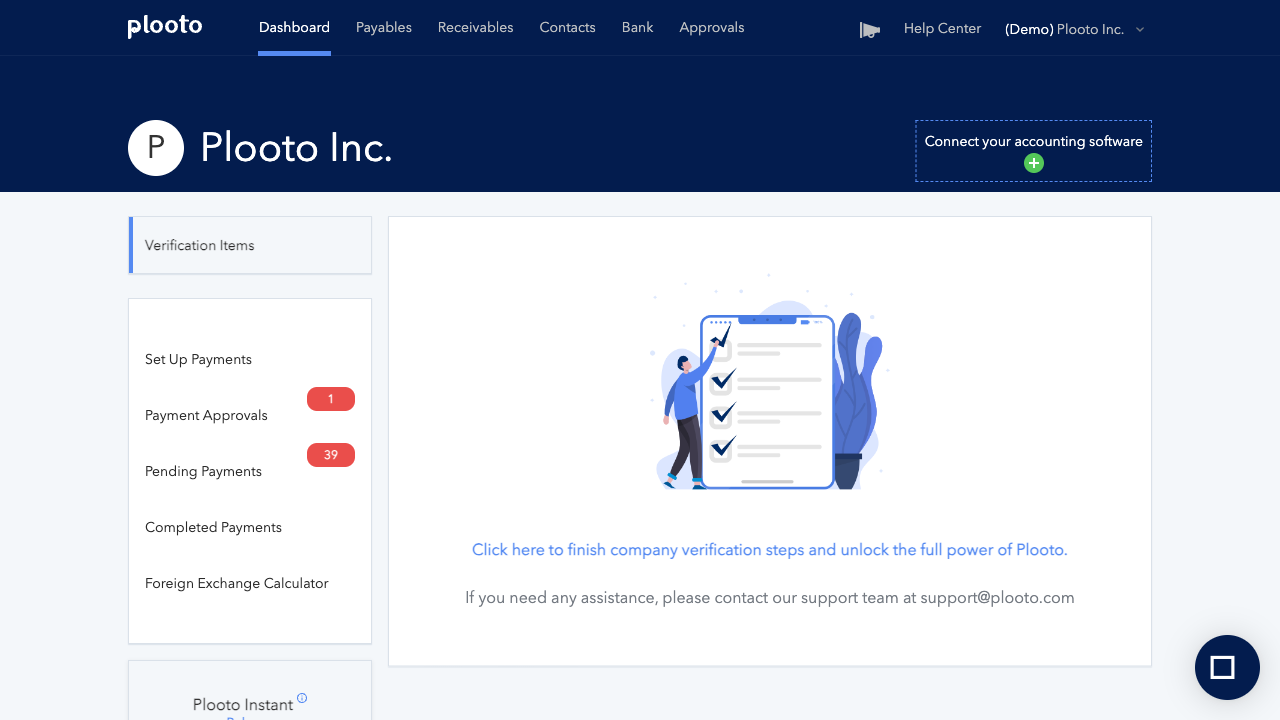 plooto
Dashboard
Payables
Receivables
Contacts
Bank
Approvals
Help Center
(Demo) Plooto Inc.
P
Plooto Inc.
Connect your accounting software
Verification Items
Set Up Payments
1
Payment Approvals
39
Pending Payments
Completed Payments
Foreign Exchange Calculator
Plooto Instant
Click here to finish company verification steps and unlock the full power of Plooto.
If you need any assistance, please contact our support team at support@plooto.com